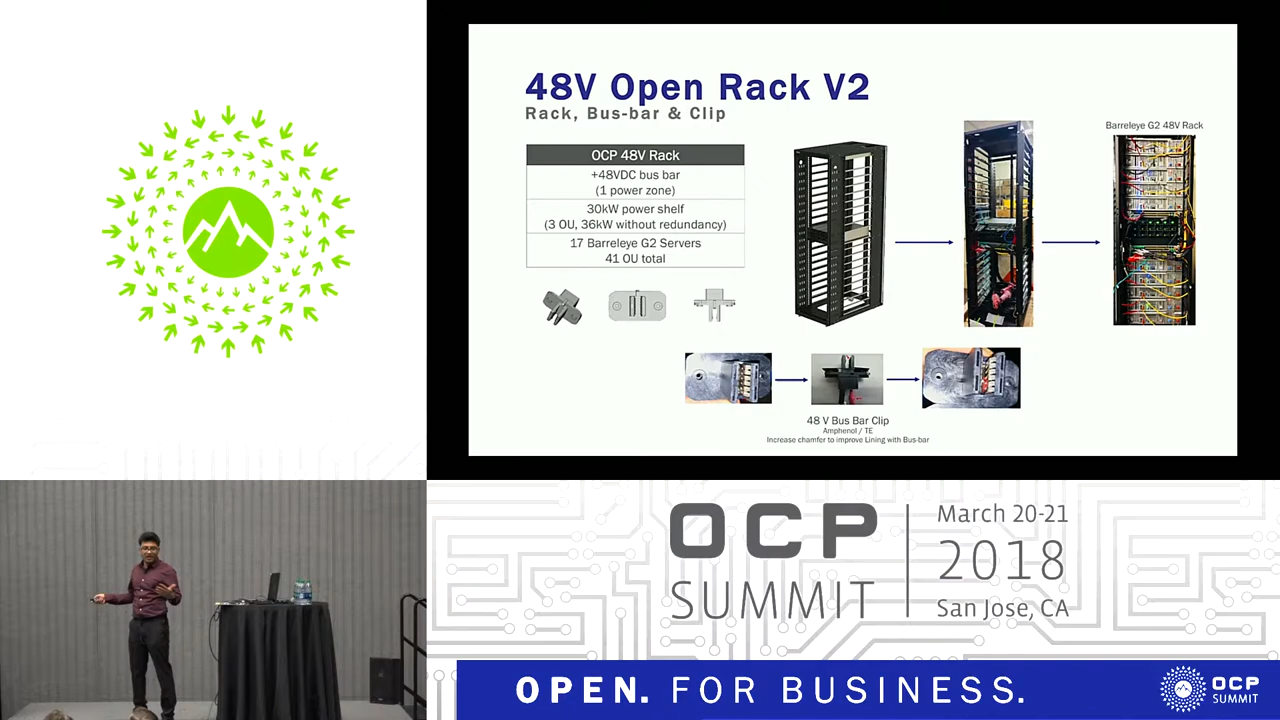 48V Open Rack V2
Rack, Bus-bar & Clip
OCP 48V Rack
+48VDC bus bar
(1 power zone)
30kW power shelf
(3 OU, 36kW without redundancy)
17 Barreleye G2 Servers
41 OU total
Barreleye G2 48V Rack
48 V Bus Bar Clip
Amphenol / TE
Increase chamfer to improve Lining with Bus-bar
OCP
SUMMIT
March 20-21
2018
San Jose, CA
OPEN. FOR BUSINESS.
OCP
SUMMIT